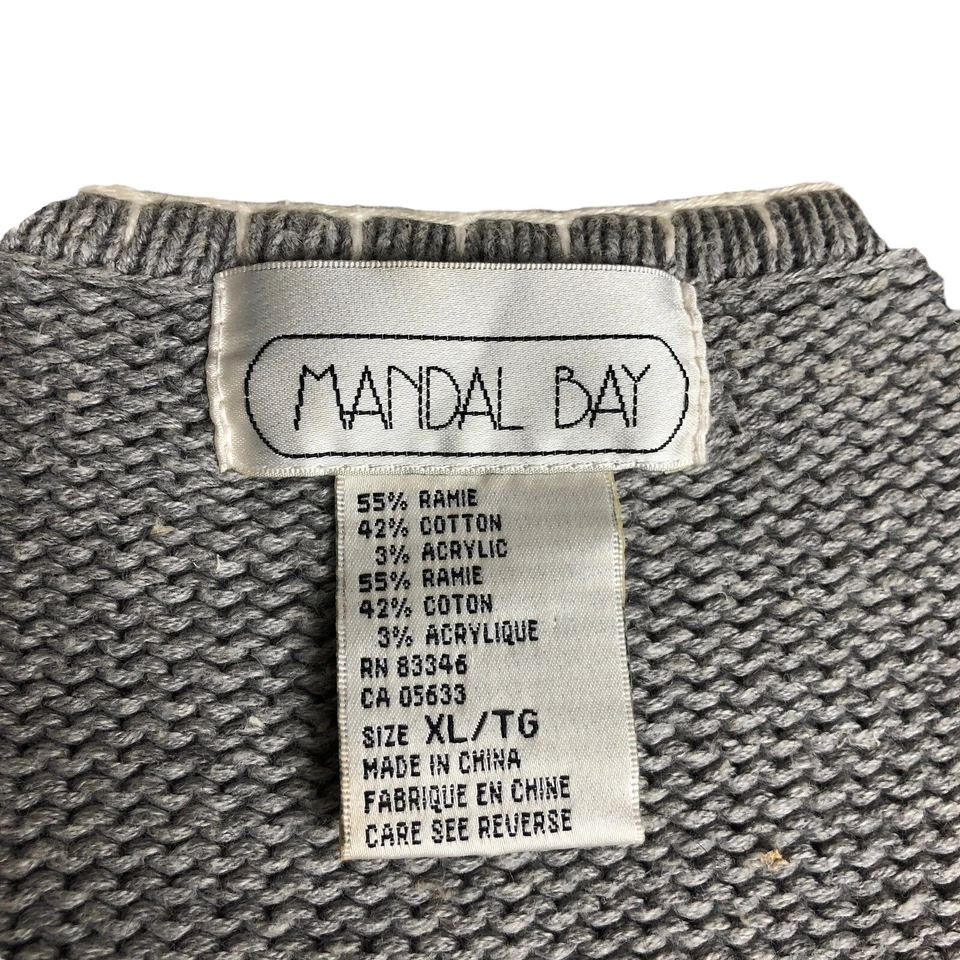 MANDAL BAY
55% RAMIE
42% COTTON
3% ACRYLIC
55% RAMIE
42% COTON
3% ACRYLIQUE
RN 83346
CA 05633
SIZE XL/TG
MADE IN CHINA
FABRIQUE EN CHINE
CARE SEE REVERSE